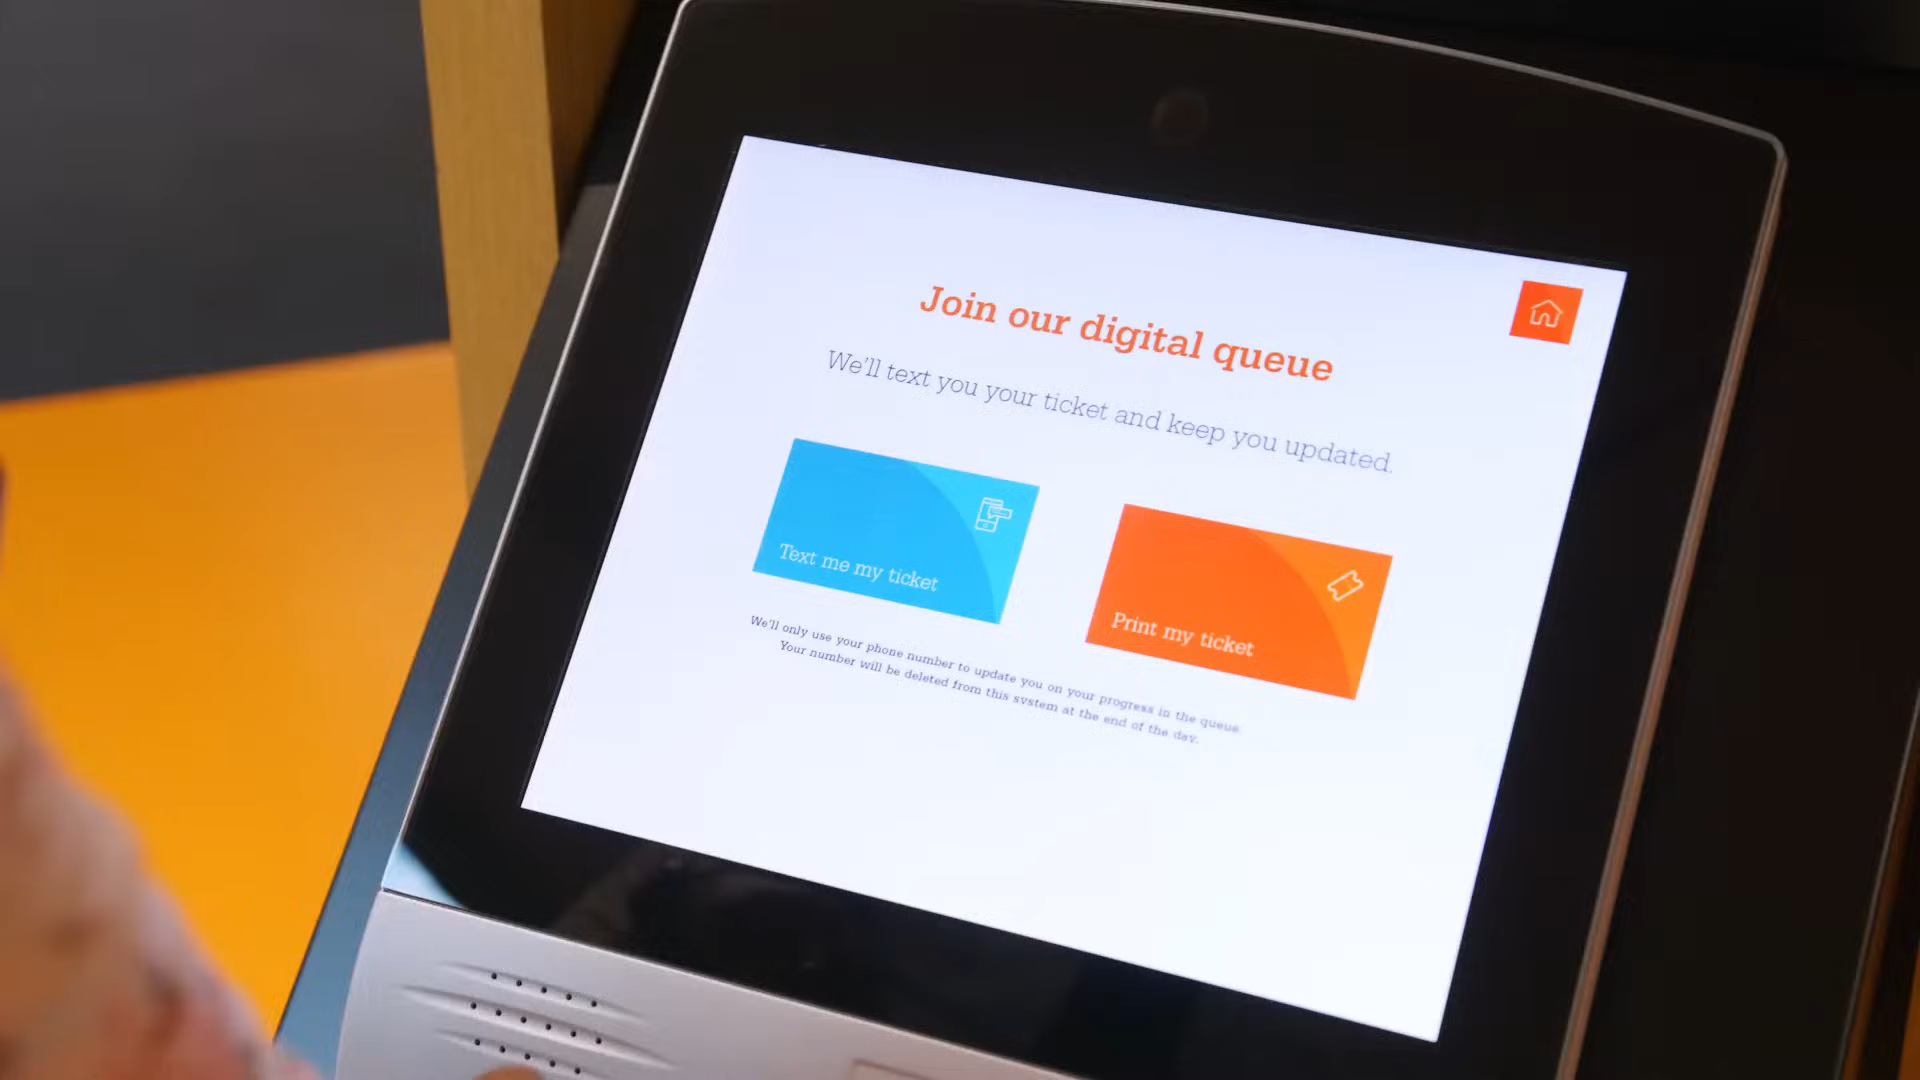 Join our digital queue
We'll text you your ticket and keep you updated.
Text me my ticket
Print my ticket
We'll only use your phone number to update you on your progress in the queue.
Your number will be deleted from this system at the end of the day.